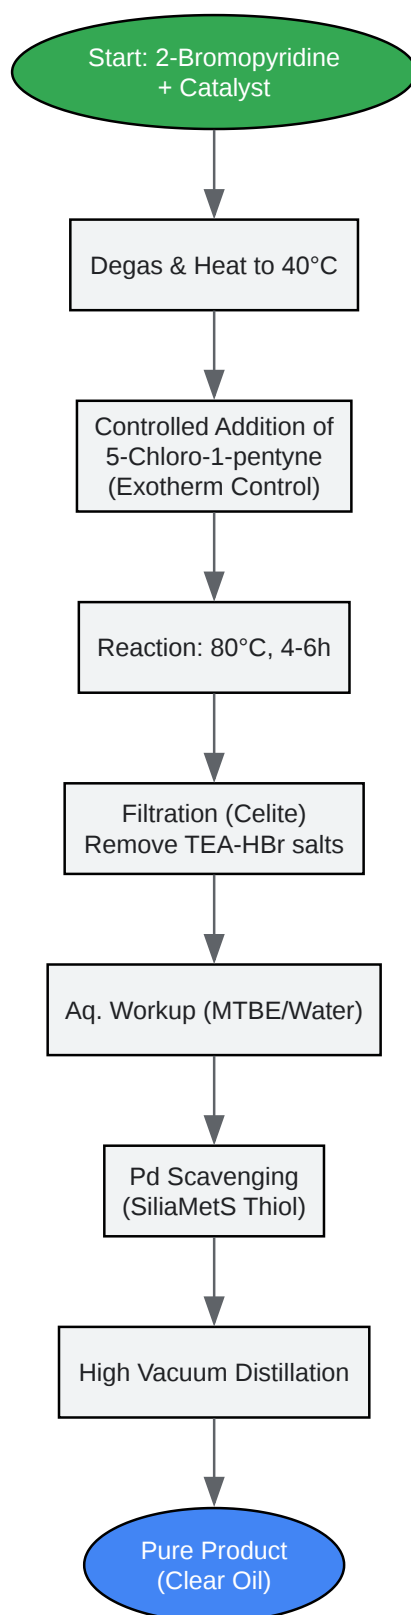 Start: 2-Bromopyridine
+ Catalyst
Degas & Heat to 40°C
Controlled Addition of
5-Chloro-1-pentyne
(Exotherm Control)
Reaction: 80°C, 4-6h
Filtration (Celite)
Remove TEA-HBr salts
Aq. Workup (MTBE/Water)
Pd Scavenging
(SiliaMetS Thiol)
High Vacuum Distillation
Pure Product
(Clear Oil)